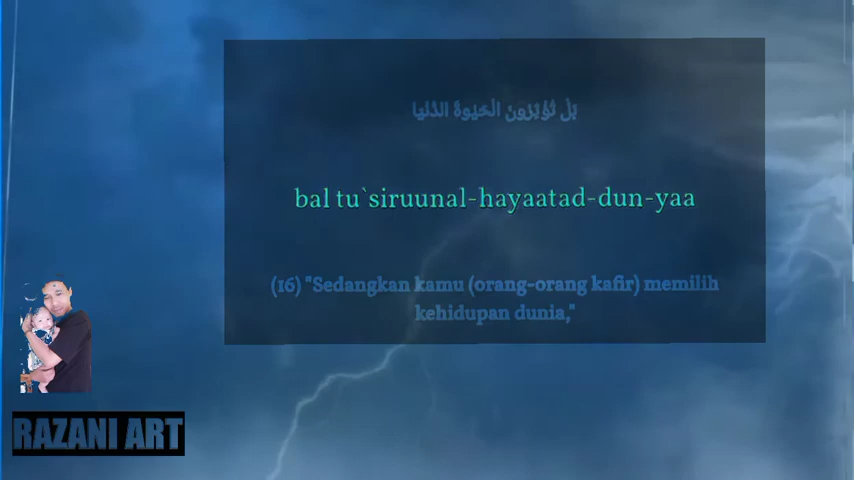 بَلْ تُؤْثِرُونَ الْحَيٰوةَ الدُّنْيَا
bal tu`siruunal-hayaatad-dun-yaa
(16) "Sedangkan kamu (orang-orang kafir) memilih
kehidupan dunia,"
RAZANI ART